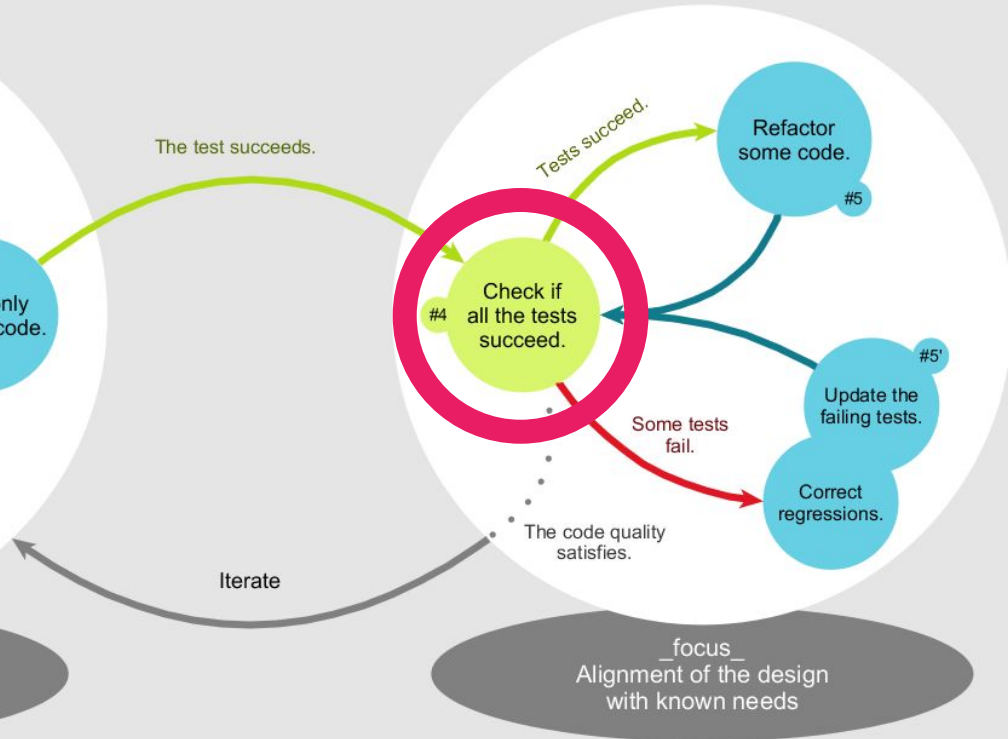 The test succeeds.
Tests succeed.
Refactor
some code.
#5
Check if
all the tests
succeed.
#4
code.
#5'
Update the
failing tests.
Some tests
fail.
Correct
regressions.
The code quality
satisfies.
Iterate
_focus_
Alignment of the design
with known needs